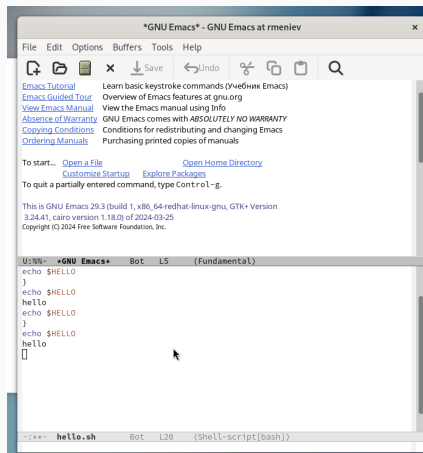 *GNU Emacs* - GNU Emacs at rmeniev
File Edit Options Buffers Tools Help
Save Undo
Emacs Tutorial Learn basic keystroke commands (Учебник Emacs)
Emacs Guided Tour Overview of Emacs features at gnu.org
View Emacs Manual View the Emacs manual using Info
Absence of Warranty GNU Emacs comes with ABSOLUTELY NO WARRANTY
Copying Conditions Conditions for redistributing and changing Emacs
Ordering Manuals Purchasing printed copies of manuals
To start... Open a File Open Home Directory
Customize Startup Explore Packages
To quit a partially entered command, type Control-g.
This is GNU Emacs 29.3 (build 1, x86_64-redhat-linux-gnu, GTK+ Version
3.24.41, cairo version 1.18.0) of 2024-03-25
Copyright (C) 2024 Free Software Foundation, Inc.
U:%%- *GNU Emacs* Bot L5 (Fundamental)
echo $HELLO
}
echo $HELLO
hello
echo $HELLO
}
echo $HELLO
hello
-:**- hello.sh Bot L20 (Shell-script[bash])